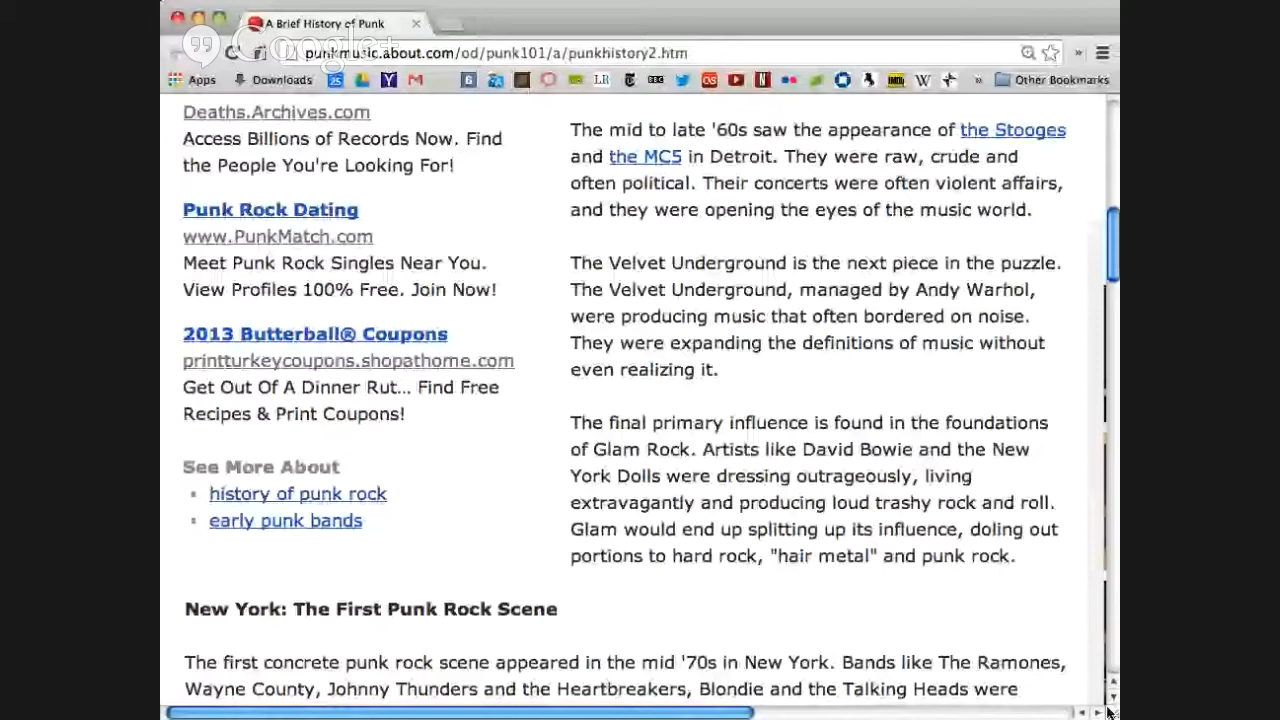 A Brief History of Punk
Google+
punkmusic.about.com/od/punk101/a/punkhistory2.htm
Apps
Downloads
Other Bookmarks
Deaths.Archives.com
Access Billions of Records Now. Find
the People You're Looking For!
Punk Rock Dating
www.PunkMatch.com
Meet Punk Rock Singles Near You.
View Profiles 100% Free. Join Now!
2013 Butterball® Coupons
printturkeycoupons.shopathome.com
Get Out Of A Dinner Rut... Find Free
Recipes & Print Coupons!
See More About
history of punk rock
early punk bands
The mid to late '60s saw the appearance of the Stooges
and the MC5 in Detroit. They were raw, crude and
often political. Their concerts were often violent affairs,
and they were opening the eyes of the music world.
The Velvet Underground is the next piece in the puzzle.
The Velvet Underground, managed by Andy Warhol,
were producing music that often bordered on noise.
They were expanding the definitions of music without
even realizing it.
The final primary influence is found in the foundations
of Glam Rock. Artists like David Bowie and the New
York Dolls were dressing outrageously, living
extravagantly and producing loud trashy rock and roll.
Glam would end up splitting up its influence, doling out
portions to hard rock, "hair metal" and punk rock.
New York: The First Punk Rock Scene
The first concrete punk rock scene appeared in the mid '70s in New York. Bands like The Ramones,
Wayne County, Johnny Thunders and the Heartbreakers, Blondie and the Talking Heads were